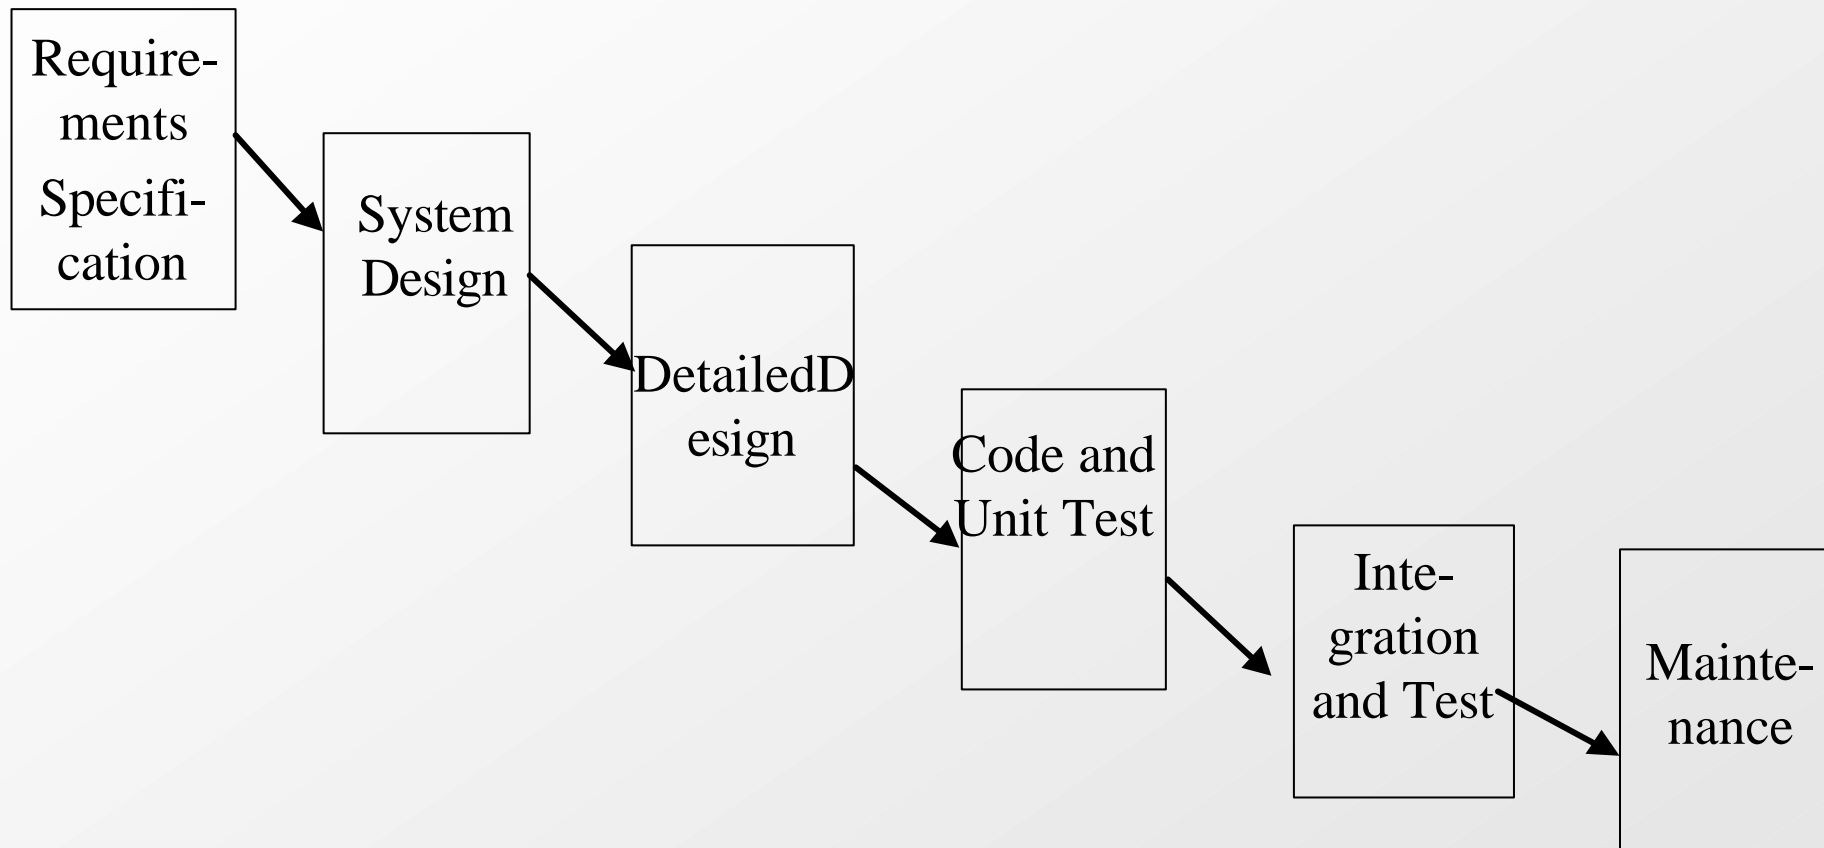 Require-
ments
Specifi-
cation
System
Design
DetailedD
esign
Code and
Unit Test
Inte-
gration
and Test
Mainte-
nance